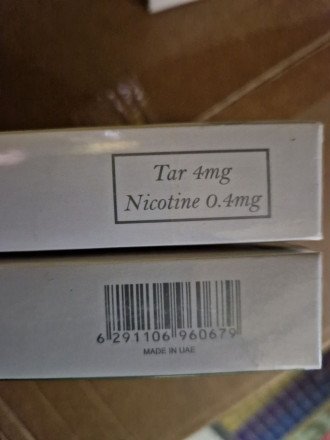 Tar 4mg
Nicotine 0.4mg
6 291106 960679
MADE IN UAE